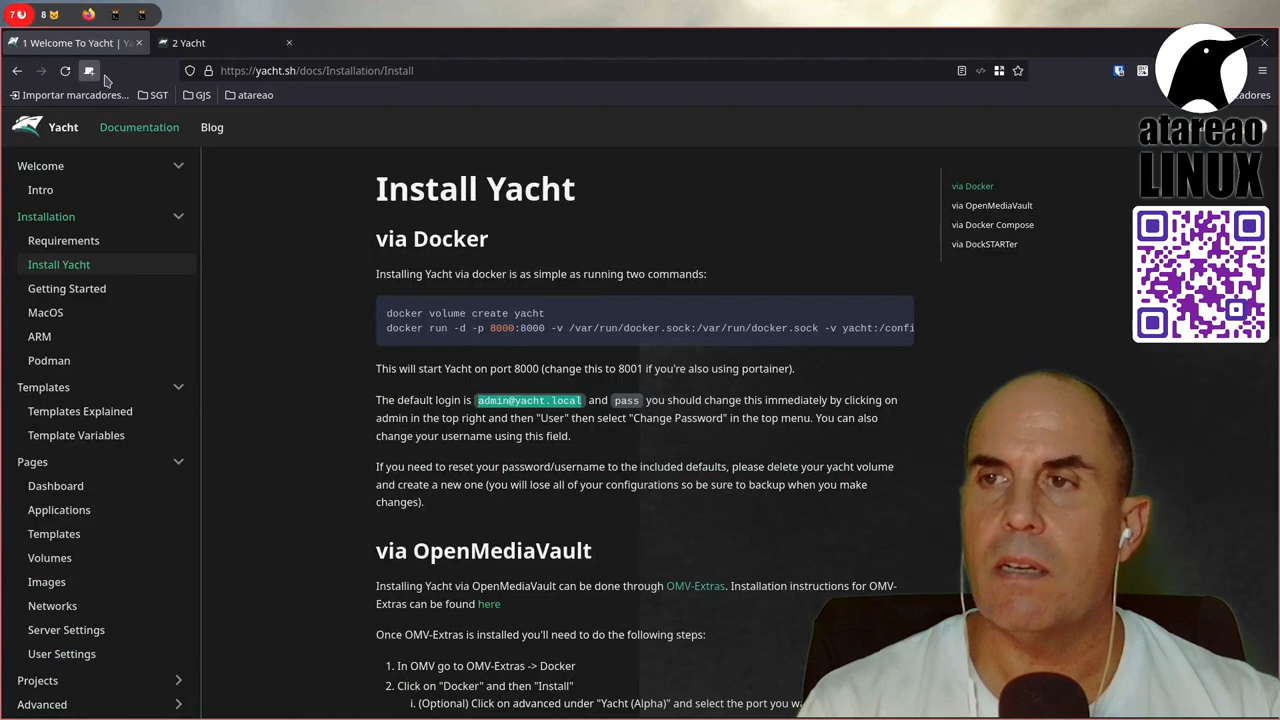 7
8
1 Welcome To Yacht | Ya
2 Yacht
https://yacht.sh/docs/Installation/Install
Importar marcadores...
SGT
GJS
atareao
cadores
Yacht
Documentation
Blog
atareao
LINUX
Welcome
Intro
Installation
Requirements
Install Yacht
Getting Started
MacOS
ARM
Podman
Templates
Templates Explained
Template Variables
Pages
Dashboard
Applications
Templates
Volumes
Images
Networks
Server Settings
User Settings
Projects
Advanced
Install Yacht
via Docker
Installing Yacht via docker is as simple as running two commands:
docker volume create yacht
docker run -d -p 8000:8000 -v /var/run/docker.sock:/var/run/docker.sock -v yacht:/confi
This will start Yacht on port 8000 (change this to 8001 if you're also using portainer).
The default login is admin@yacht.local and pass you should change this immediately by clicking on
admin in the top right and then "User" then select "Change Password" in the top menu. You can also
change your username using this field.
If you need to reset your password/username to the included defaults, please delete your yacht volume
and create a new one (you will lose all of your configurations so be sure to backup when you make
changes).
via OpenMediaVault
Installing Yacht via OpenMediaVault can be done through OMV-Extras. Installation instructions for OMV-
Extras can be found here
Once OMV-Extras is installed you'll need to do the following steps:
1. In OMV go to OMV-Extras -> Docker
2. Click on "Docker" and then "Install"
i. (Optional) Click on advanced under "Yacht (Alpha)" and select the port you wa
via Docker
via OpenMediaVault
via Docker Compose
via DockSTARTer